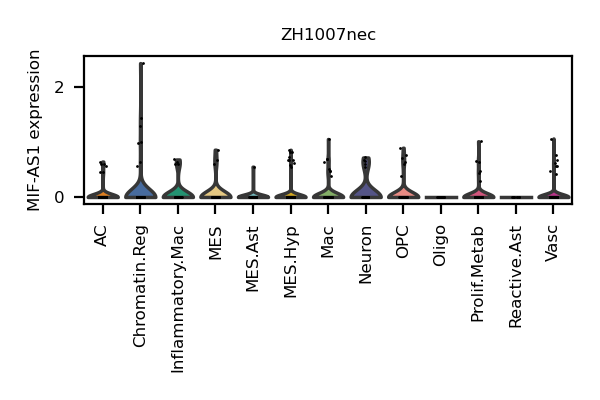 ZH1007nec
MIF-AS1 expression
2
0
AC
Chromatin.Reg
Inflammatory.Mac
MES
MES.Ast
MES.Hyp
Mac
Neuron
OPC
Oligo
Prolif.Metab
Reactive.Ast
Vasc